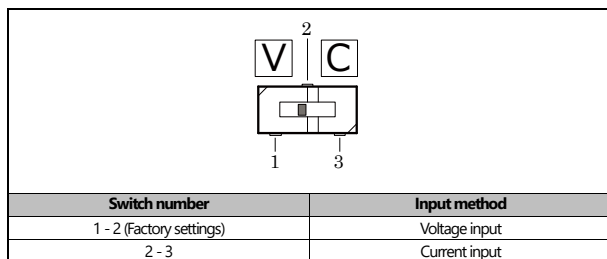 2
V C
1 3
Switch number Input method
1 - 2 (Factory settings) Voltage input
2 - 3 Current input